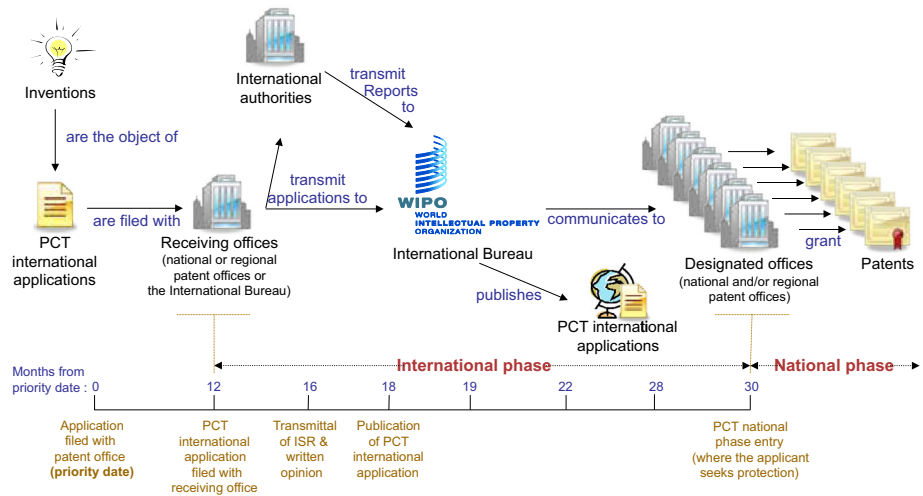 Inventions
are the object of
PCT
international
applications
are filed with
Receiving offices
(national or regional
patent offices or
the International Bureau)
International
authorities
transmit
Reports
to
transmit
applications to
WIPO
WORLD
INTELLECTUAL PROPERTY
ORGANIZATION
International Bureau
publishes
PCT international
applications
communicates to
Designated offices
(national and/or regional
patent offices)
grant
Patents
International phase
National phase
Months from
priority date : 0
12
16
18
19
22
28
30
Application
filed with
patent office
(priority date)
PCT
international
application
filed with
receiving office
Transmittal
of ISR &
written
opinion
Publication
of PCT
international
application
PCT national
phase entry
(where the applicant
seeks protection)